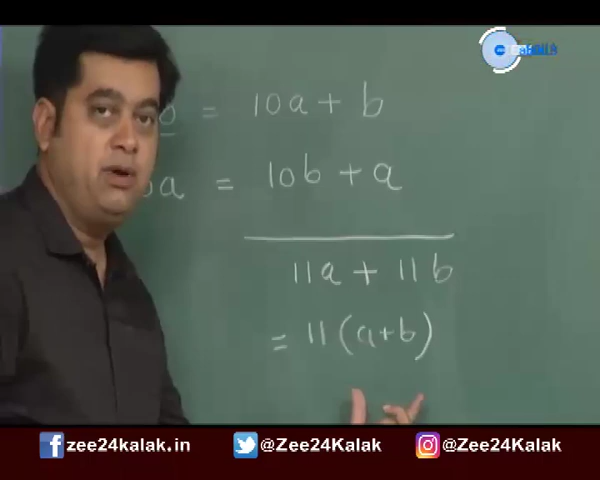 = 10a + b
a = 10b + a
11a + 11b
= 11(a+b)
zee24kalak.in @Zee24Kalak @Zee24Kalak